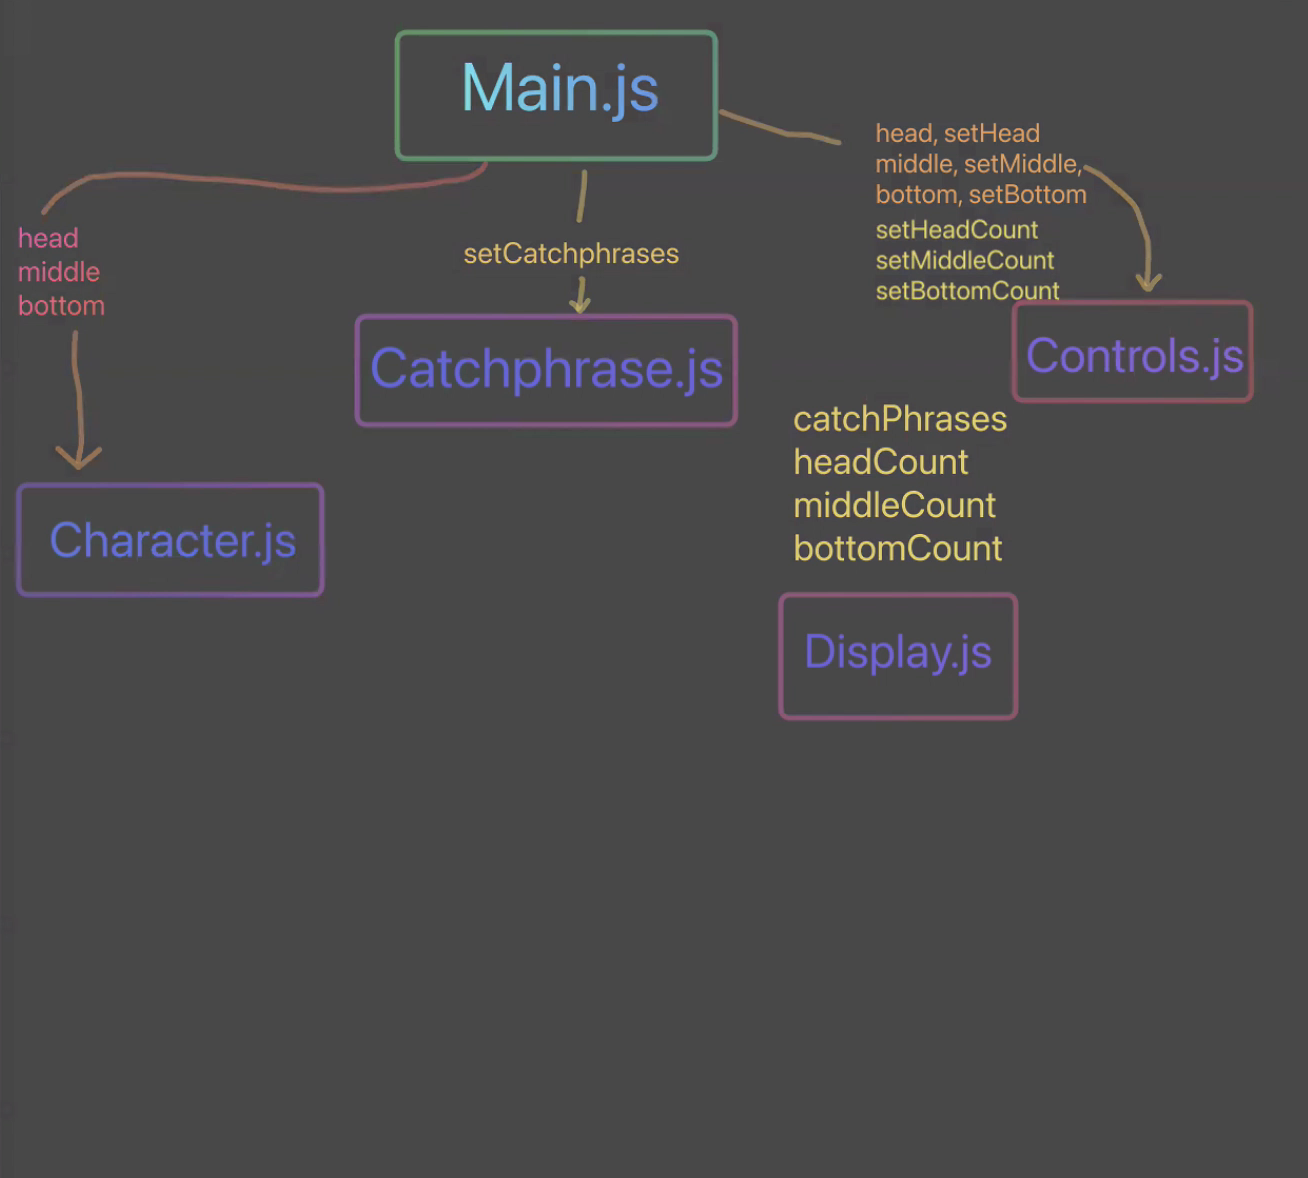 Main.js
head, setHead
middle, setMiddle,
bottom, setBottom
setHeadCount
setMiddleCount
setBottomCount
head
middle
bottom
setCatchphrases
Catchphrase.js
Controls.js
catchPhrases
headCount
middleCount
bottomCount
Character.js
Display.js